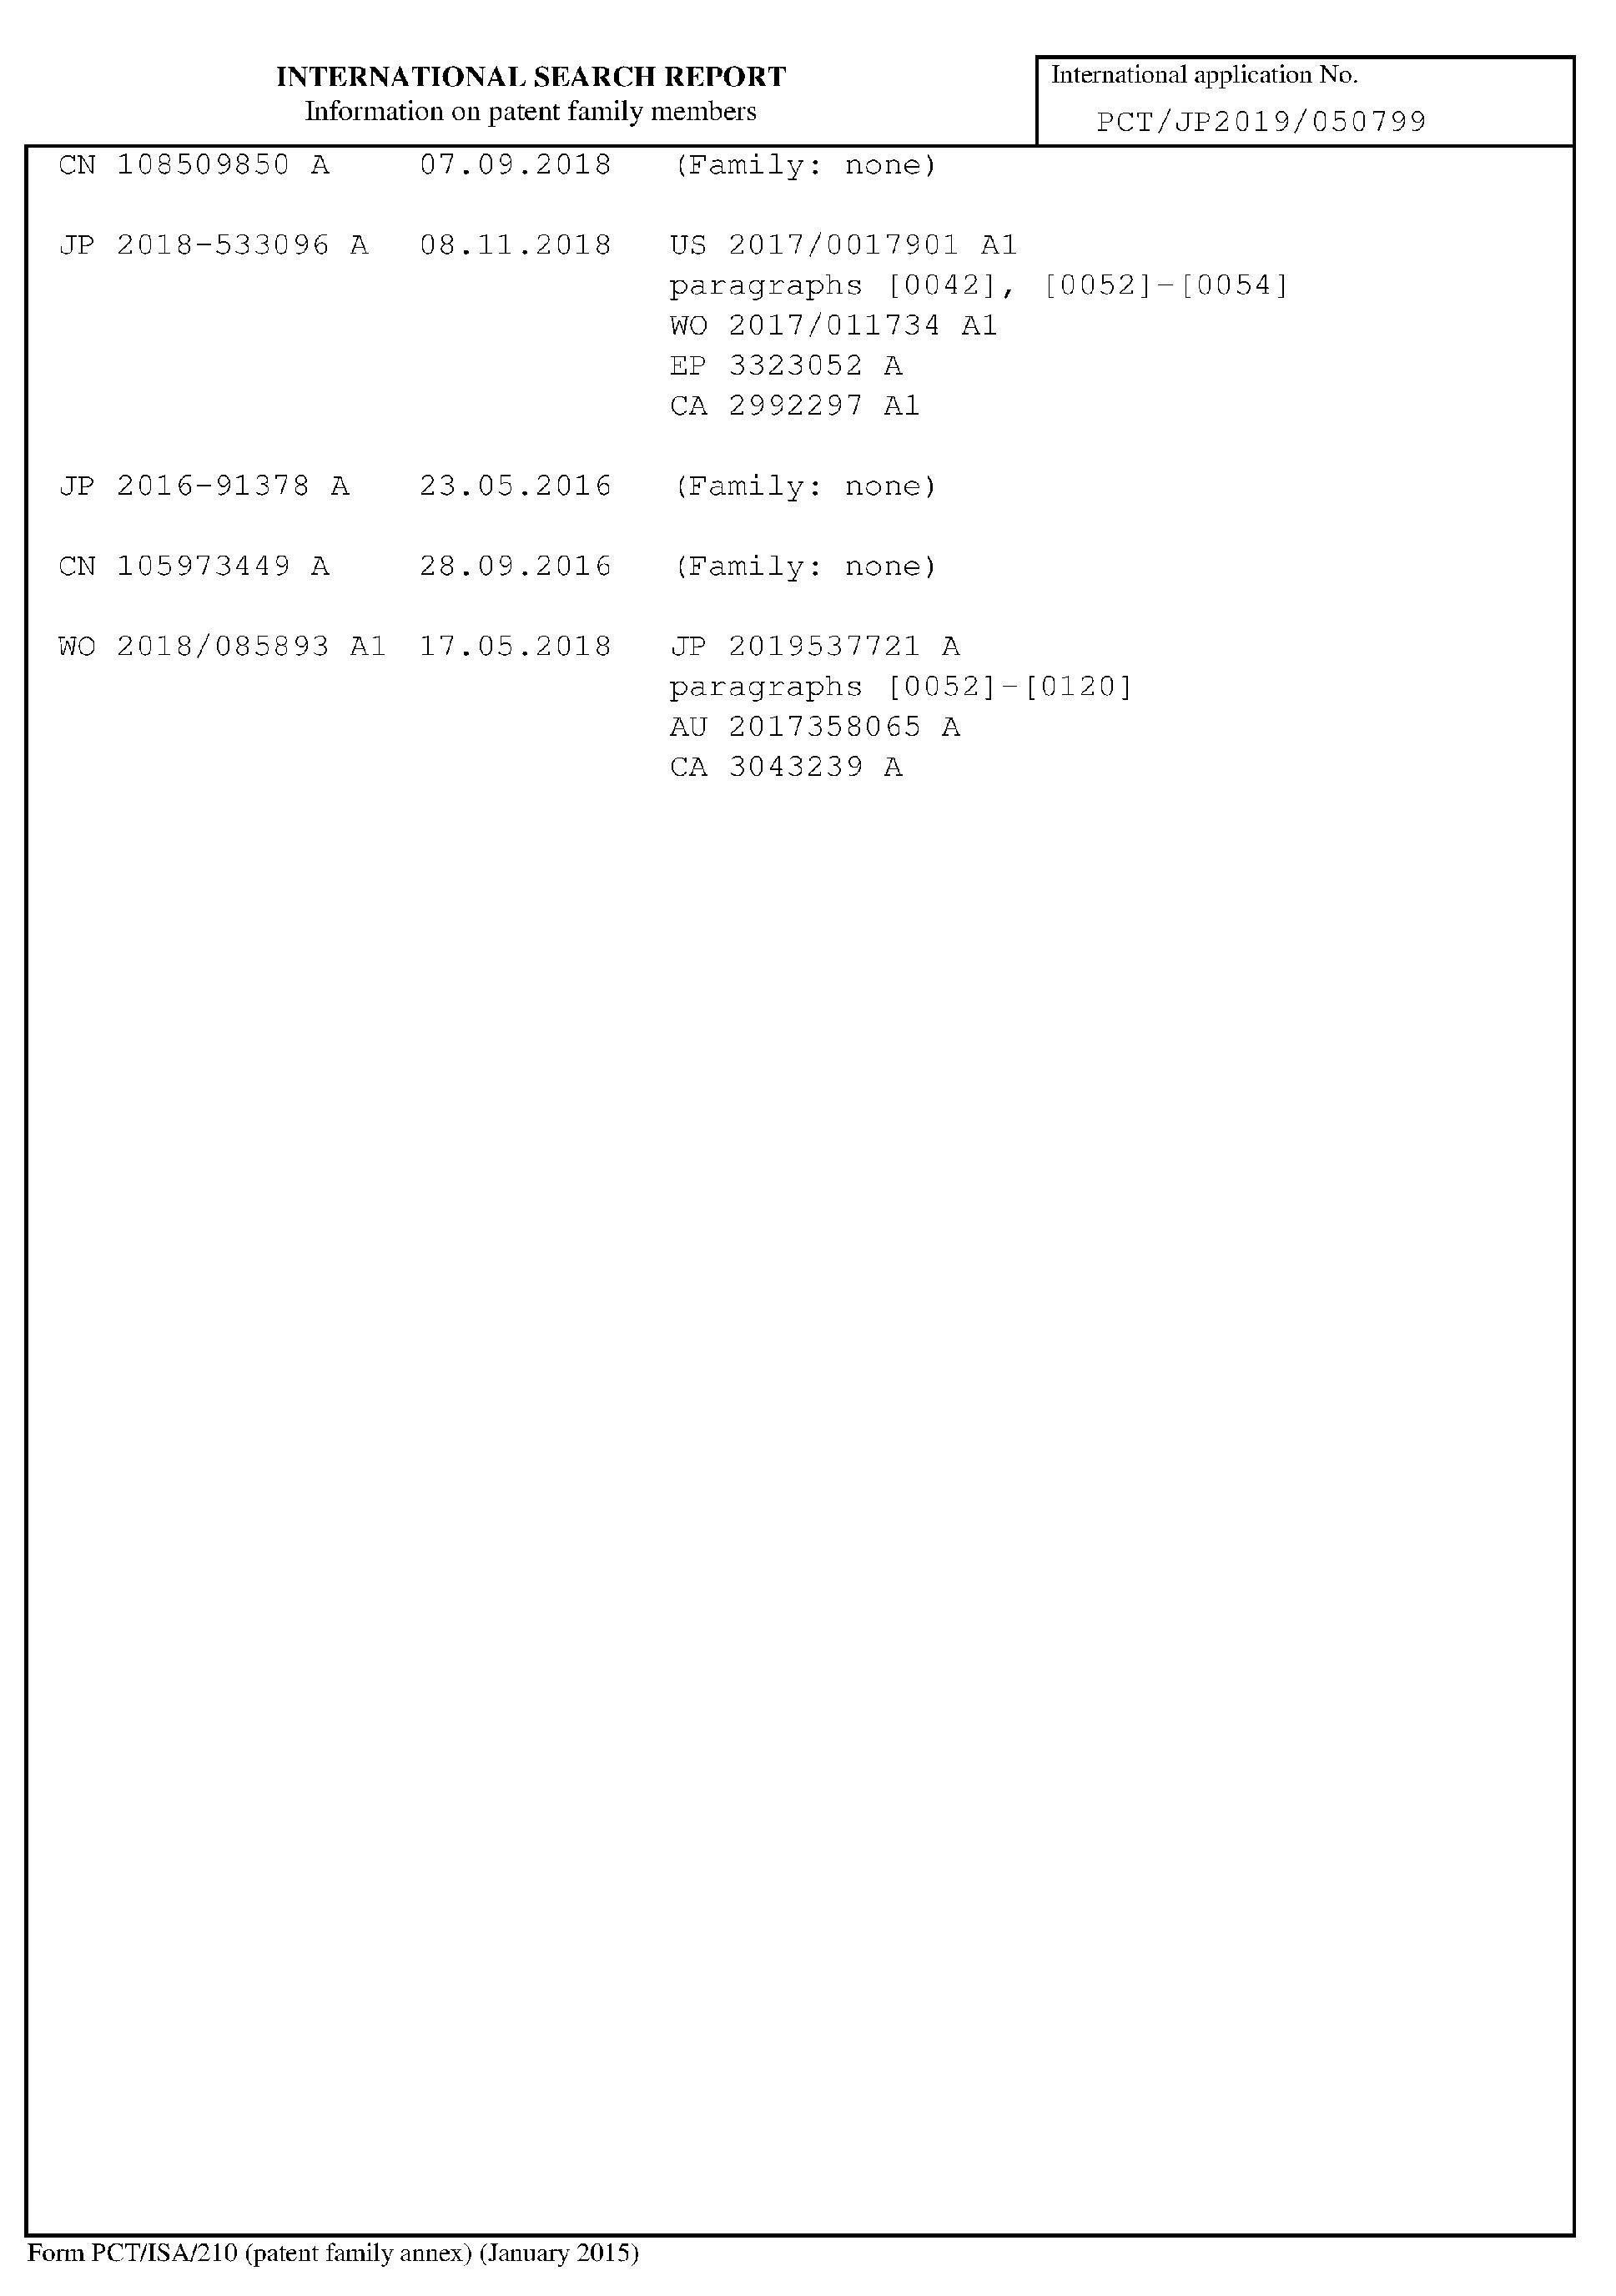 INTERNATIONAL SEARCH REPORT
Information on patent family members
International application No.
PCT/JP2019/050799
CN 108509850 A 07.09.2018 (Family: none)
JP 2018-533096 A 08.11.2018 US 2017/0017901 A1
paragraphs [0042], [0052]-[0054]
WO 2017/011734 A1
EP 3323052 A
CA 2992297 A1
JP 2016-91378 A 23.05.2016 (Family: none)
CN 105973449 A 28.09.2016 (Family: none)
WO 2018/085893 A1 17.05.2018 JP 2019537721 A
paragraphs [0052]-[0120]
AU 2017358065 A
CA 3043239 A
Form PCT/ISA/210 (patent family annex) (January 2015)